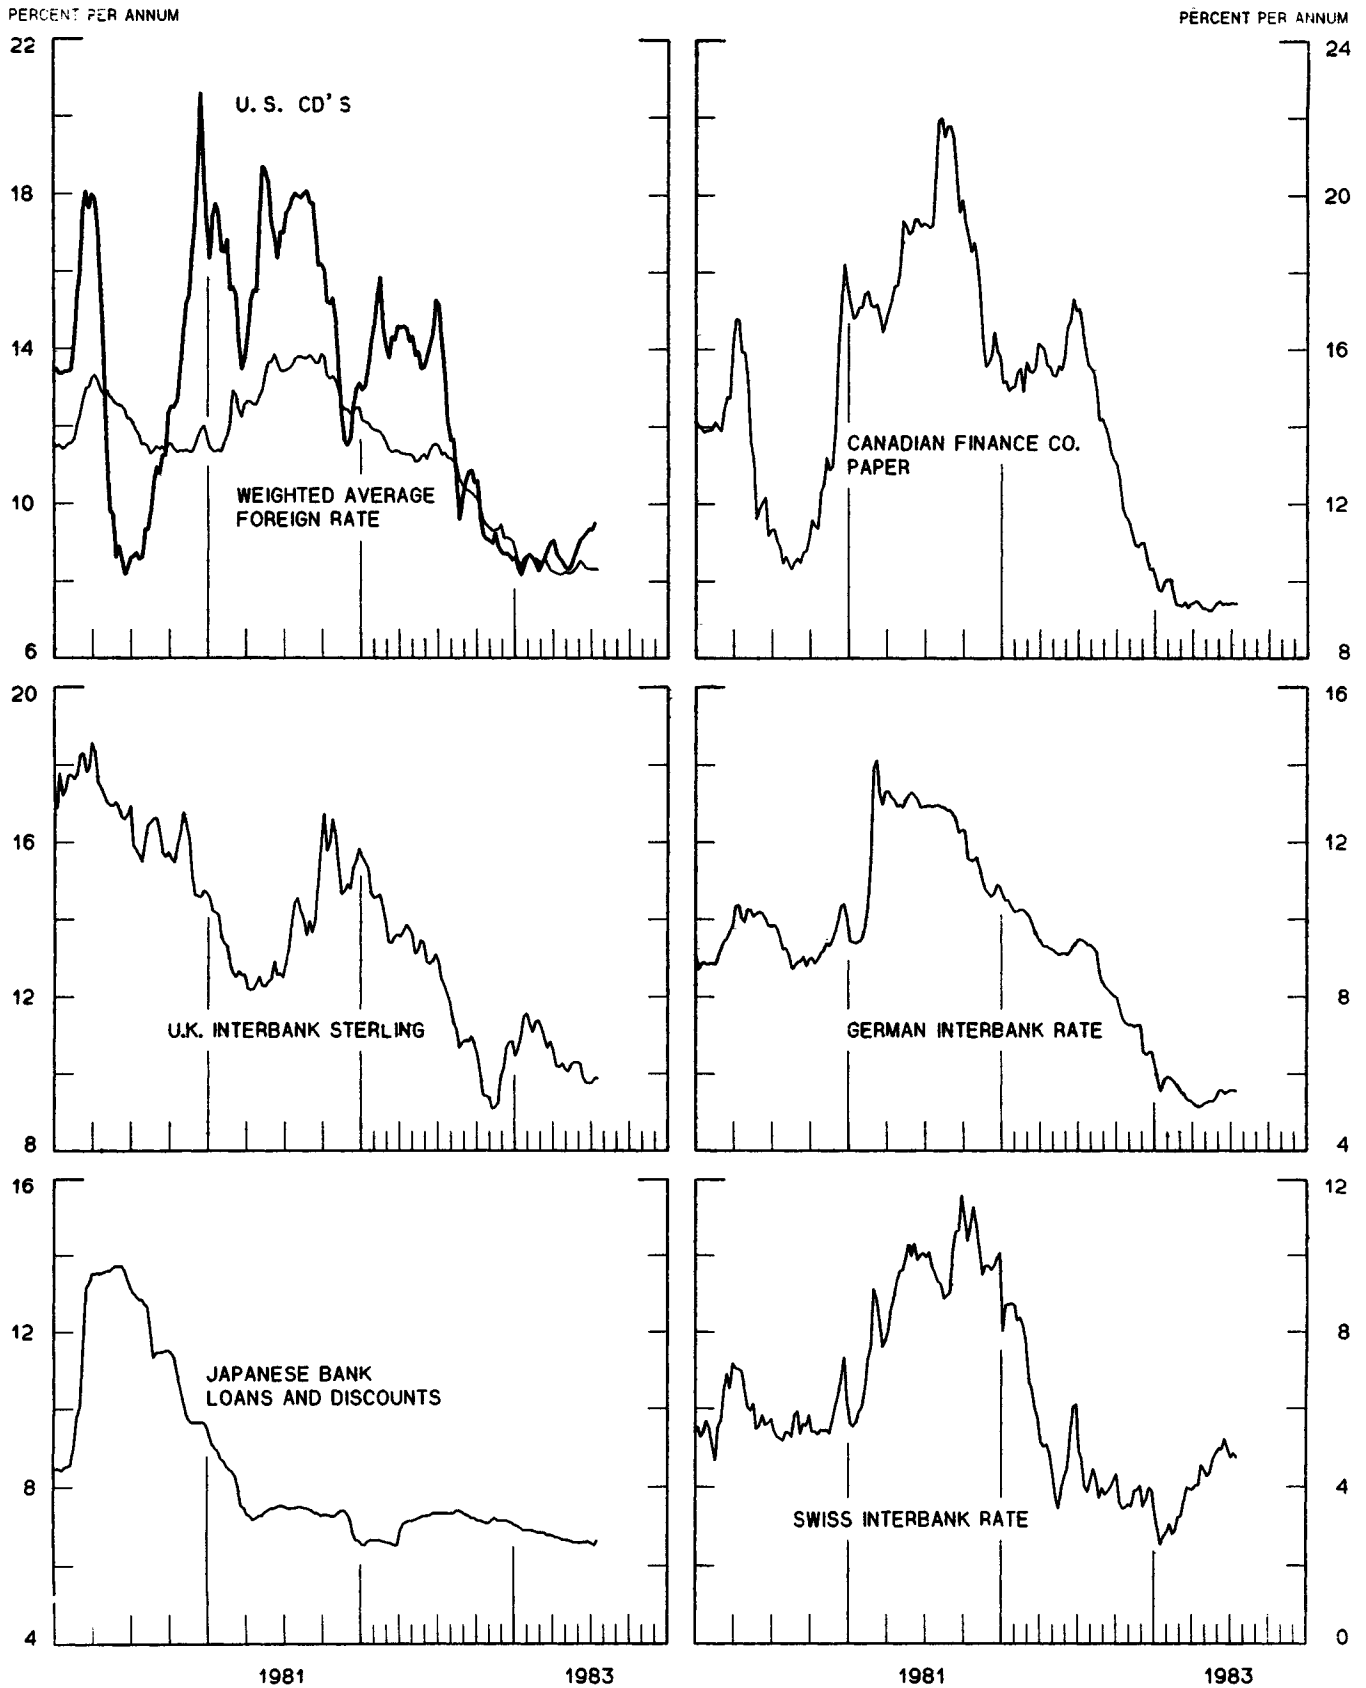 PERCENT PER ANNUM
PERCENT PER ANNUM
22
18
14
10
6
U.S. CD'S
WEIGHTED AVERAGE
FOREIGN RATE
24
20
16
12
8
CANADIAN FINANCE CO.
PAPER
20
16
12
8
U.K. INTERBANK STERLING
16
12
8
4
GERMAN INTERBANK RATE
16
12
8
4
JAPANESE BANK
LOANS AND DISCOUNTS
12
8
4
0
SWISS INTERBANK RATE
1981
1983
1981
1983